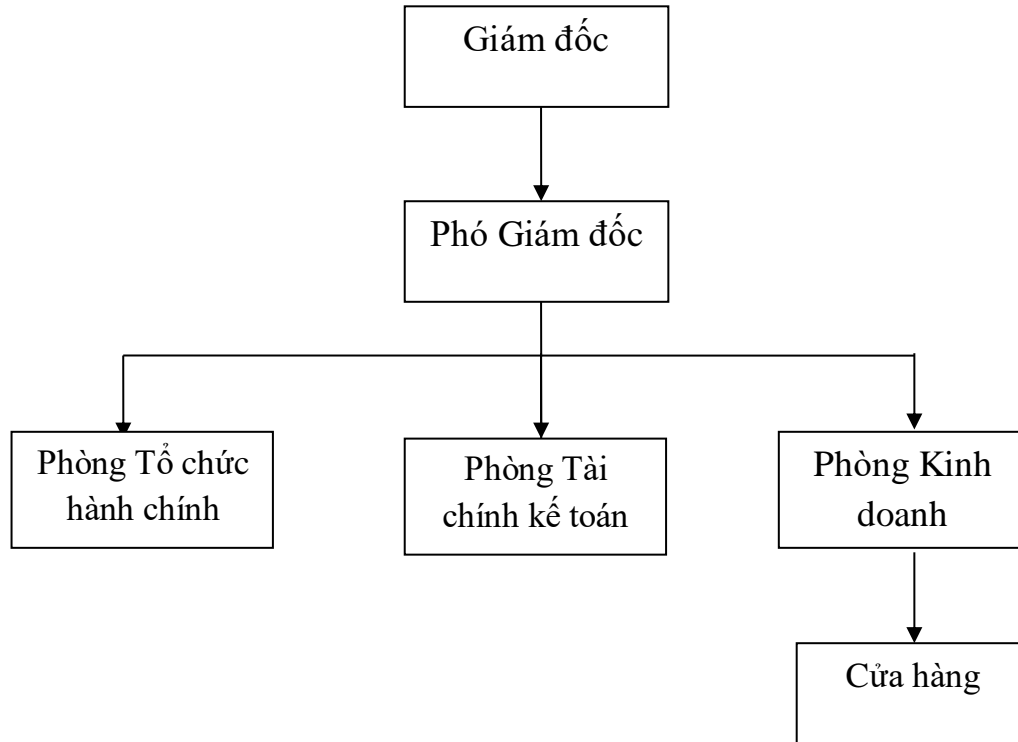 Giám đốc
Phó Giám đốc
Phòng Tổ chức
hành chính
Phòng Tài
chính kế toán
Phòng Kinh
doanh
Cửa hàng